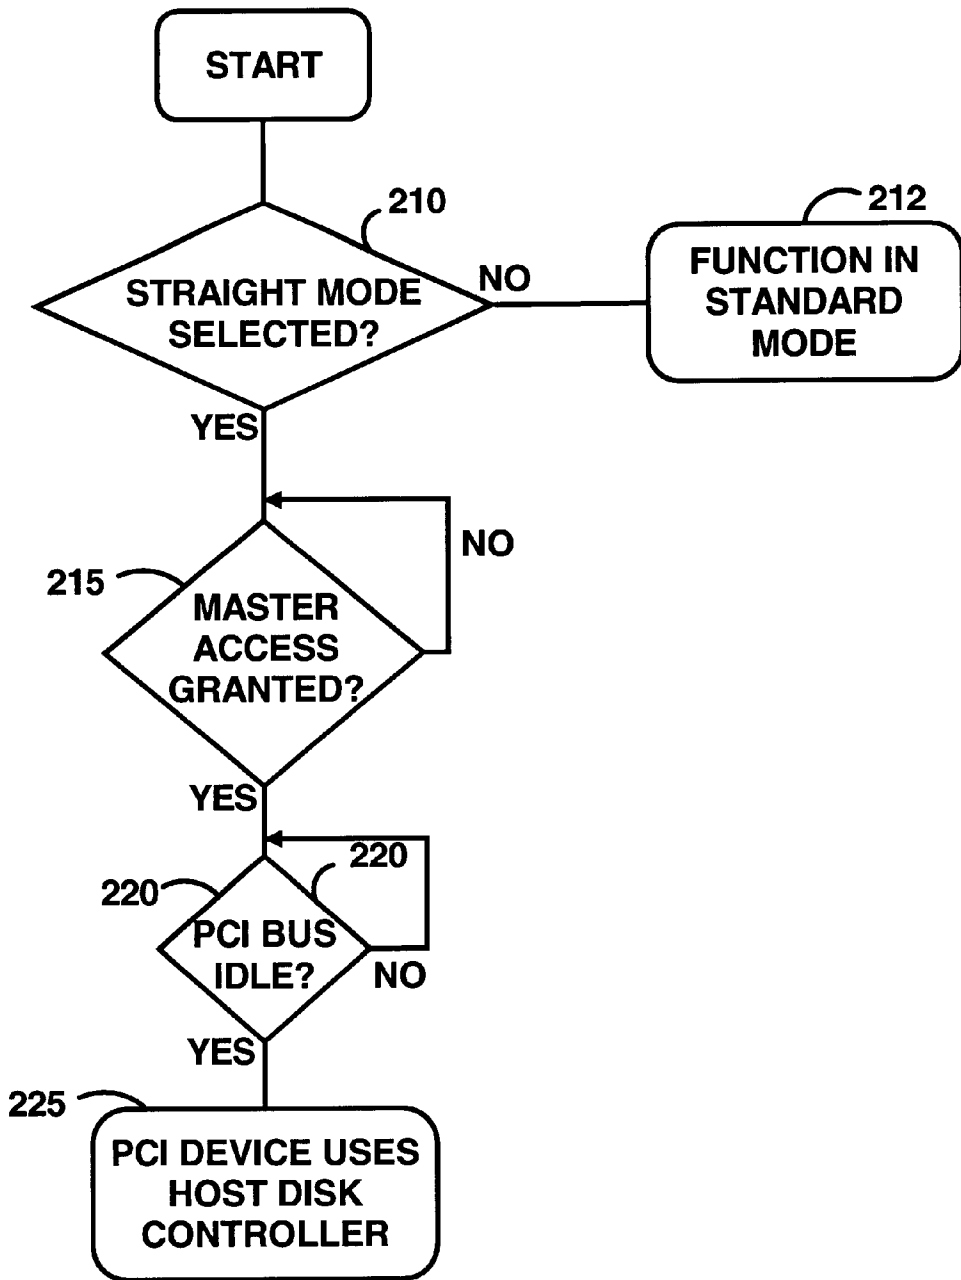 START
210
212
STRAIGHT MODE
SELECTED?
NO
FUNCTION IN
STANDARD
MODE
YES
NO
215
MASTER
ACCESS
GRANTED?
YES
220
220
PCI BUS
IDLE?
NO
YES
225
PCI DEVICE USES
HOST DISK
CONTROLLER